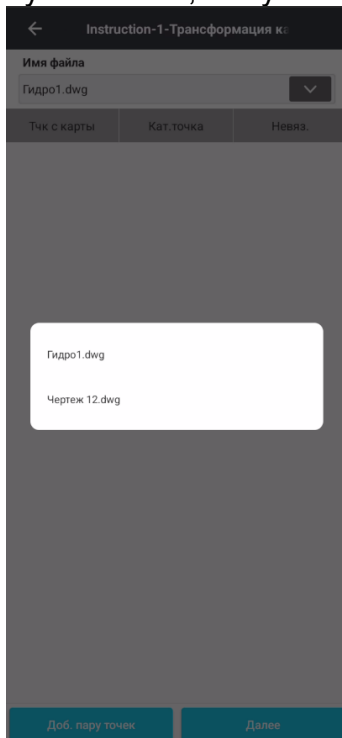 Instruction-1-Трансформация ка
Имя файла
Гидро1.dwg
Тчк с карты Кат.точка Невяз.
Гидро1.dwg
Чертеж 12.dwg
Доб. пару точек Далее